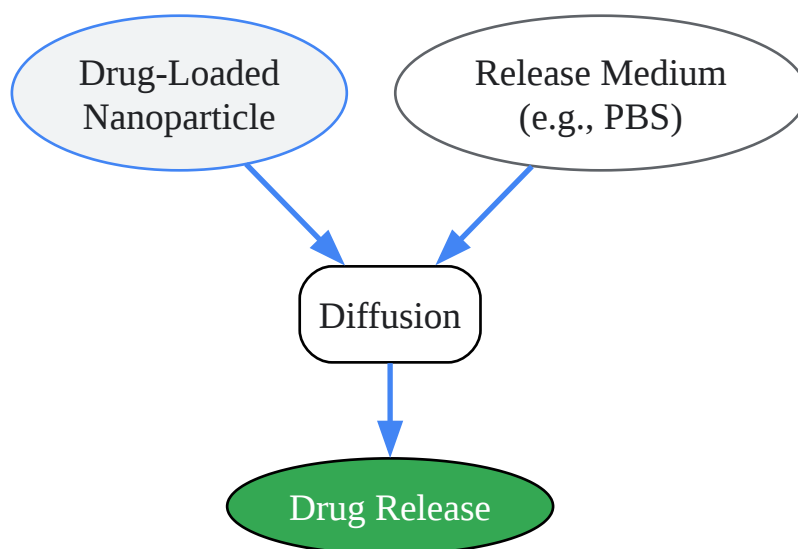 Drug-Loaded
Nanoparticle
Release Medium
(e.g., PBS)
Diffusion
Drug Release